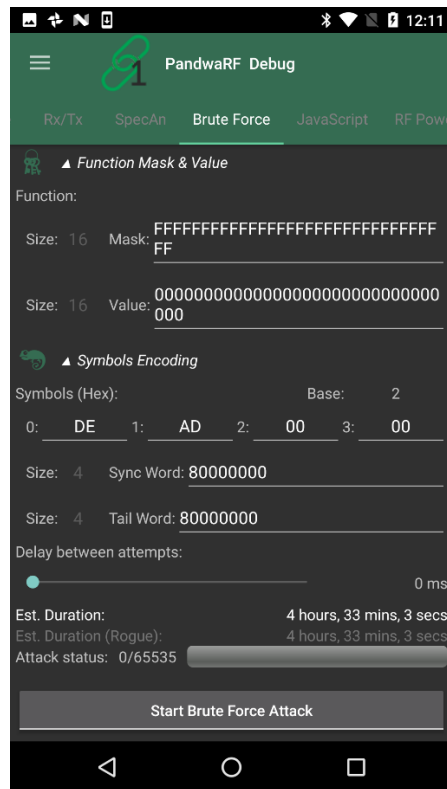 12:11
1
PandwaRF Debug
Rx/Tx SpecAn Brute Force JavaScript RF Pow
▲ Function Mask & Value
Function:
Size: 16 Mask: FFFFFFFFFFFFFFFFFFFFFFFFFFFFFF
FF
Size: 16 Value: 00000000000000000000000000000
000
▲ Symbols Encoding
Symbols (Hex): Base: 2
0: DE 1: AD 2: 00 3: 00
Size: 4 Sync Word: 80000000
Size: 4 Tail Word: 80000000
Delay between attempts:
0 ms
Est. Duration: 4 hours, 33 mins, 3 secs
Est. Duration (Rogue): 4 hours, 33 mins, 3 secs
Attack status: 0/65535
Start Brute Force Attack